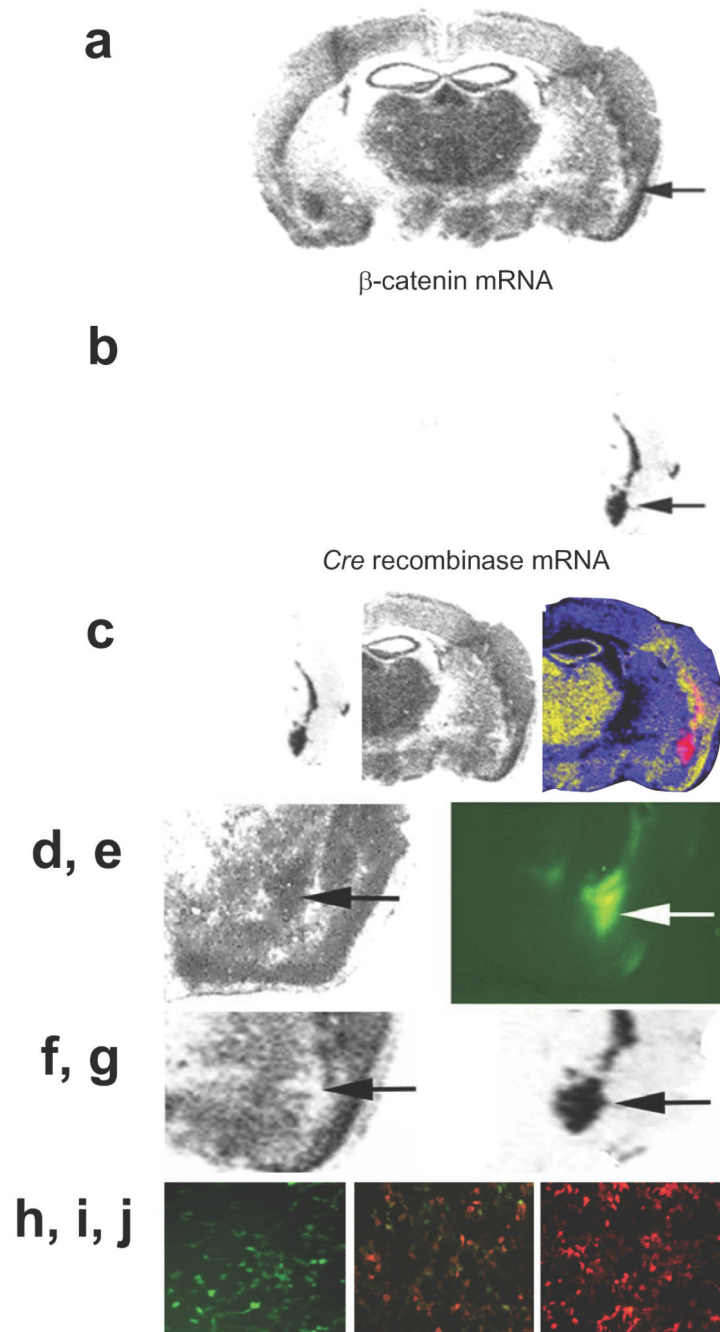 a
β-catenin mRNA
b
Cre recombinase mRNA
c
d, e
f, g
h, i, j